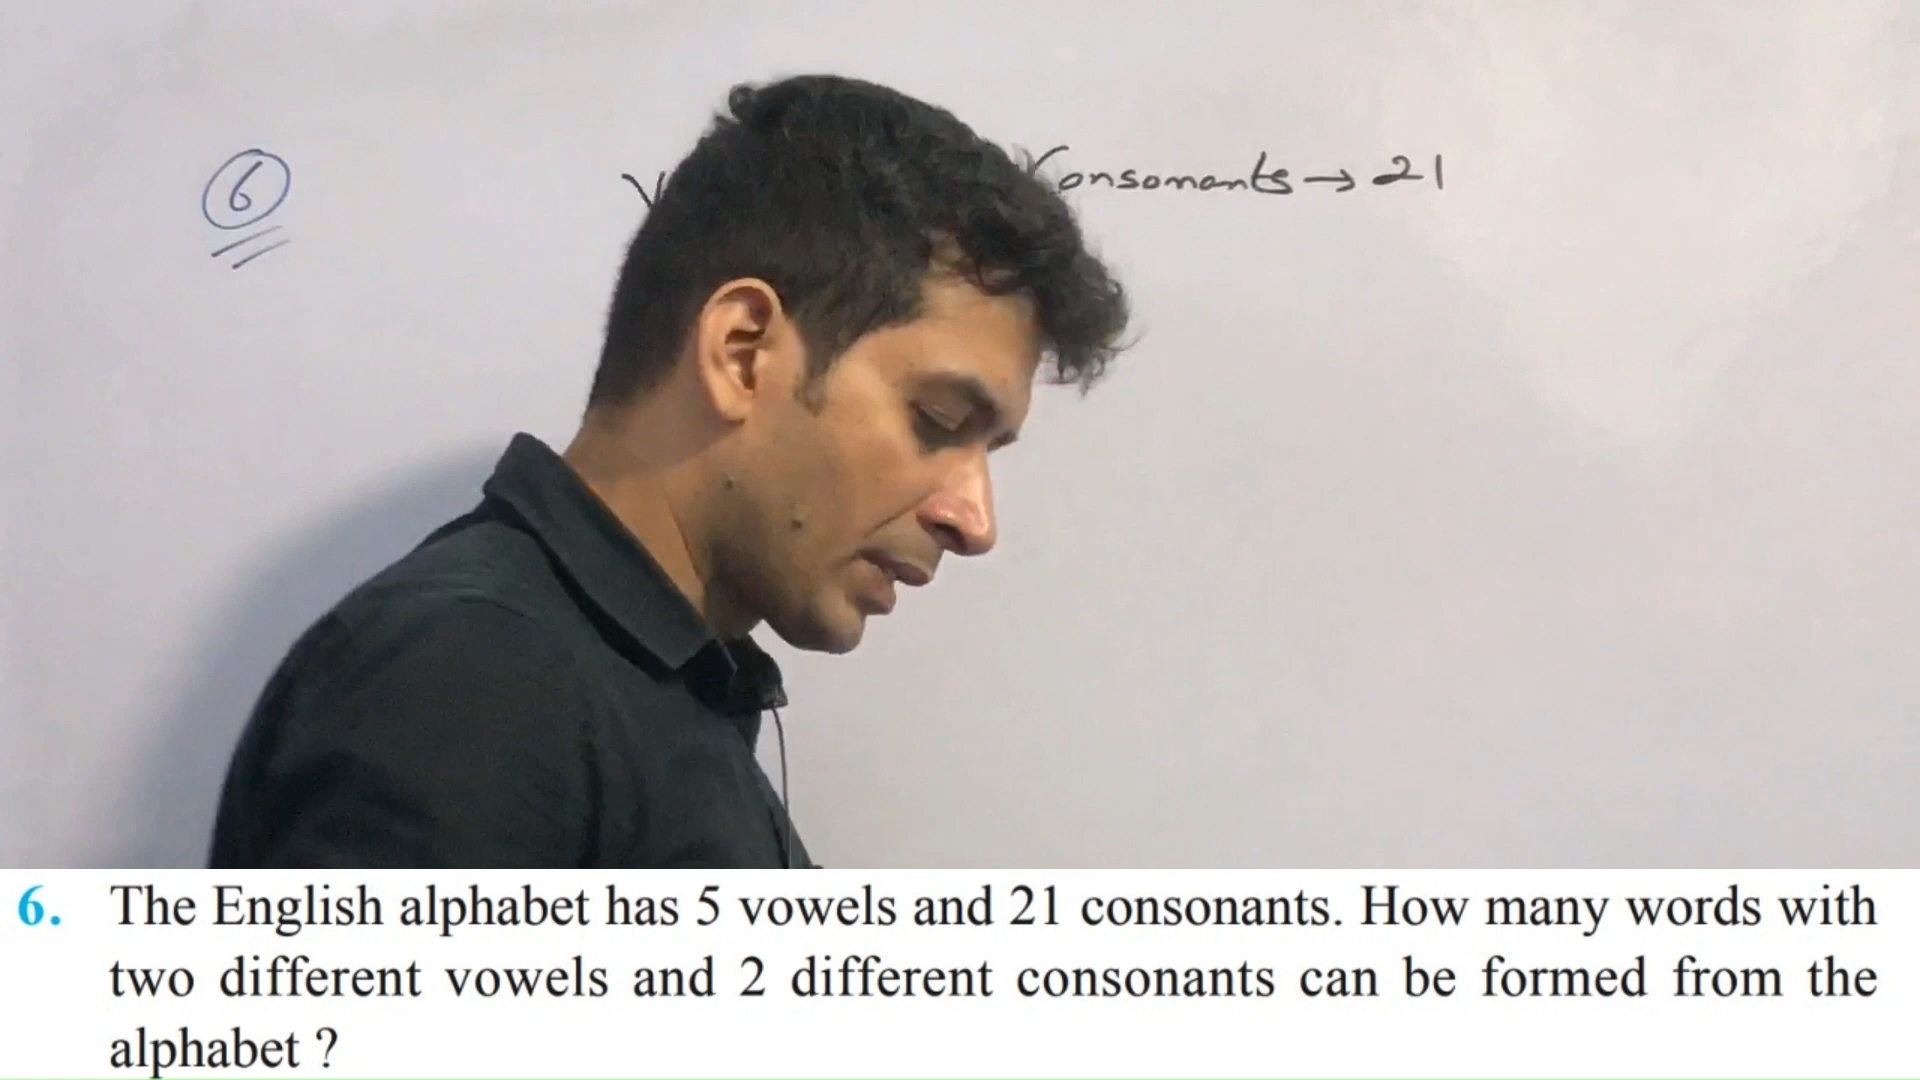 6
onsonants → 21
6. The English alphabet has 5 vowels and 21 consonants. How many words with
two different vowels and 2 different consonants can be formed from the
alphabet ?